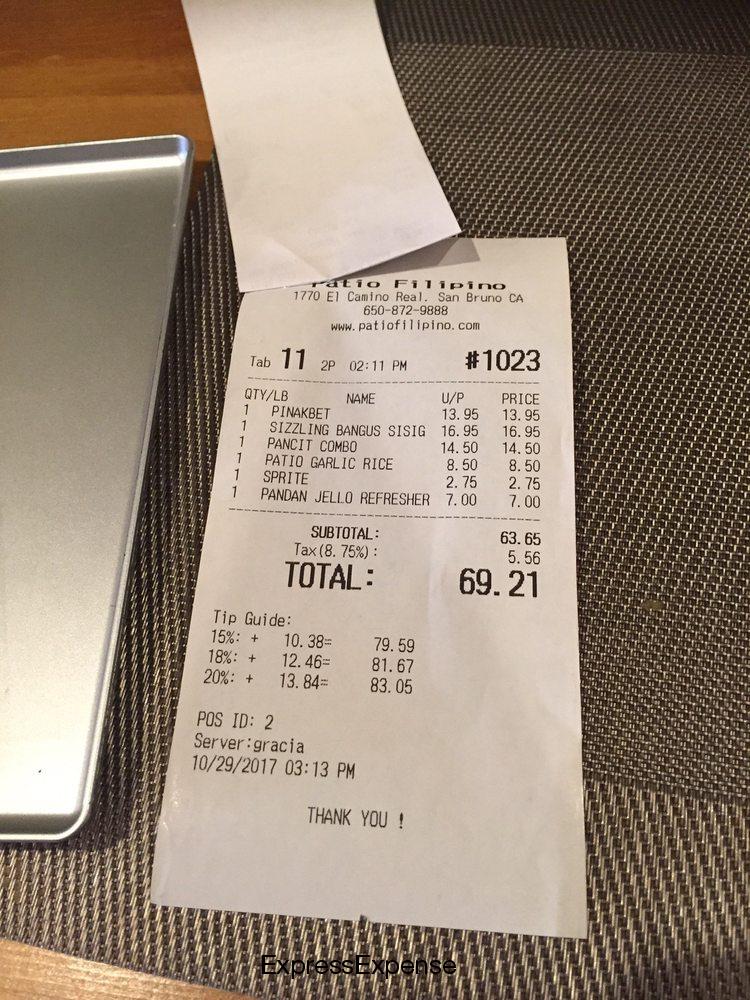 Patio Filipino
1770 El Camino Real. San Bruno CA
650-872-9888
www.patiofilipino.com
Tab 11 2P 02:11 PM #1023
QTY/LB NAME U/P PRICE
1 PINAKBET 13.95 13.95
1 SIZZLING BANGUS SISIG 16.95 16.95
1 PANCIT COMBO 14.50 14.50
1 PATIO GARLIC RICE 8.50 8.50
1 SPRITE 2.75 2.75
1 PANDAN JELLO REFRESHER 7.00 7.00
SUBTOTAL: 63.65
Tax(8.75%): 5.56
TOTAL: 69.21
Tip Guide:
15%: + 10.38= 79.59
18%: + 12.46= 81.67
20%: + 13.84= 83.05
POS ID: 2
Server:gracia
10/29/2017 03:13 PM
THANK YOU !
ExpressExpense